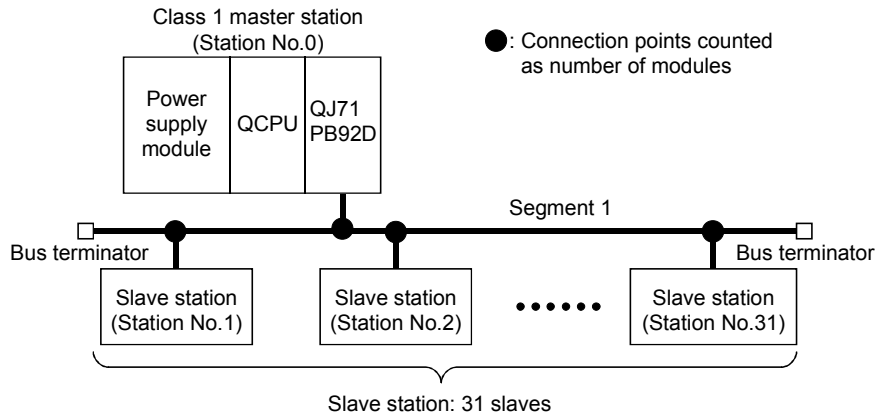 Class 1 master station
(Station No.0)
: Connection points counted
as number of modules
Power
supply
module
QCPU
QJ71
PB92D
Segment 1
Bus terminator
Bus terminator
Slave station
(Station No.1)
Slave station
(Station No.2)
Slave station
(Station No.31)
Slave station: 31 slaves